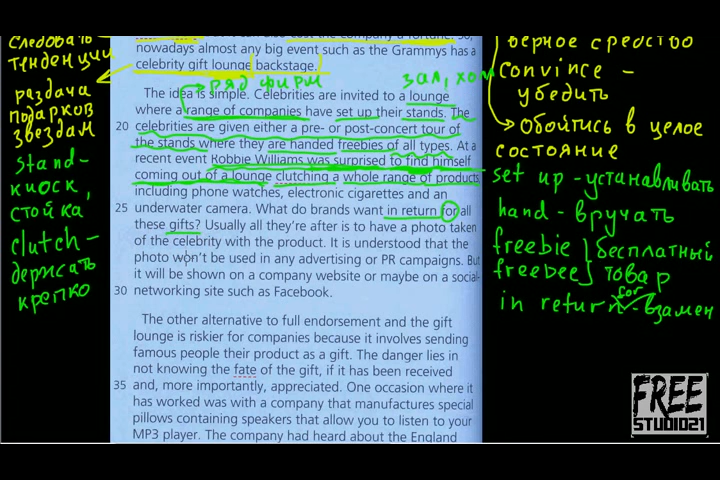 следовать
тенденции
раздача
подарков
звездам
stand-
киоск,
стойка
clutch-
держать
крепко
cost the company a fortune. So,
nowadays almost any big event such as the Grammys has a
celebrity gift lounge backstage.
ряд фирм
зал, холл
The idea is simple. Celebrities are invited to a lounge
where a range of companies have set up their stands. The
20 celebrities are given either a pre- or post-concert tour of
the stands where they are handed freebies of all types. At a
recent event Robbie Williams was surprised to find himself
coming out of a lounge clutching a whole range of products
including phone watches, electronic cigarettes and an
25 underwater camera. What do brands want in return for all
these gifts? Usually all they're after is to have a photo taken
of the celebrity with the product. It is understood that the
photo won't be used in any advertising or PR campaigns. But
it will be shown on a company website or maybe on a social-
30 networking site such as Facebook.
The other alternative to full endorsement and the gift
lounge is riskier for companies because it involves sending
famous people their product as a gift. The danger lies in
not knowing the fate of the gift, if it has been received
35 and, more importantly, appreciated. One occasion where it
has worked was with a company that manufactures special
pillows containing speakers that allow you to listen to your
MP3 player. The company had heard about the England
верное средство
convince -
убедить
обойтись в целое
состояние
set up - устанавливать
hand - вручать
freebie } бесплатный
freebee } товар
in return for - взамен
FREE
STUDIO21